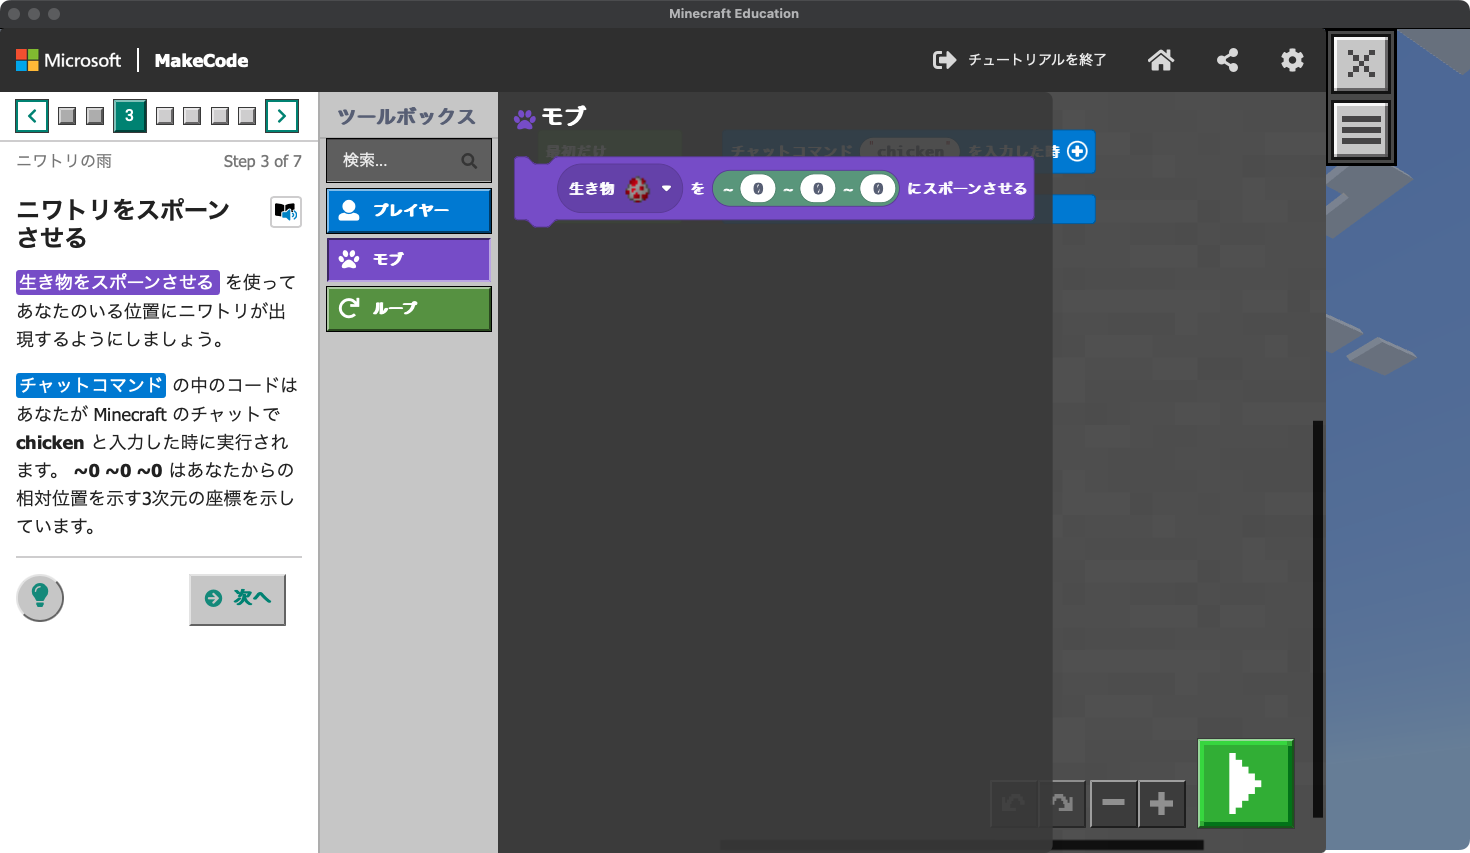 Minecraft Education
Microsoft
MakeCode
チュートリアルを終了
3
ニワトリの雨
Step 3 of 7
ニワトリをスポーン
させる
生き物をスポーンさせる を使って
あなたのいる位置にニワトリが出
現するようにしましょう。
チャットコマンド の中のコードは
あなたが Minecraft のチャットで
chicken と入力した時に実行され
ます。 ~0 ~0 ~0 はあなたからの
相対位置を示す3次元の座標を示し
ています。
次へ
ツールボックス
検索...
プレイヤー
モブ
ループ
モブ
最初だけ
チャットコマンド "chicken" を入力した時
生き物 を ~ 0 ~ 0 ~ 0 にスポーンさせる